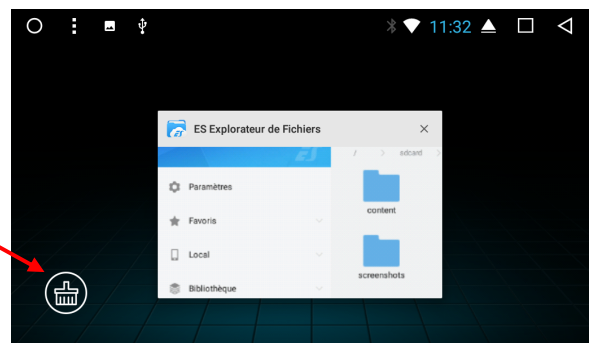 11:32
ES Explorateur de Fichiers
/ > sdcard >
Paramètres
Favoris
Local
Bibliothèque
content
screenshots